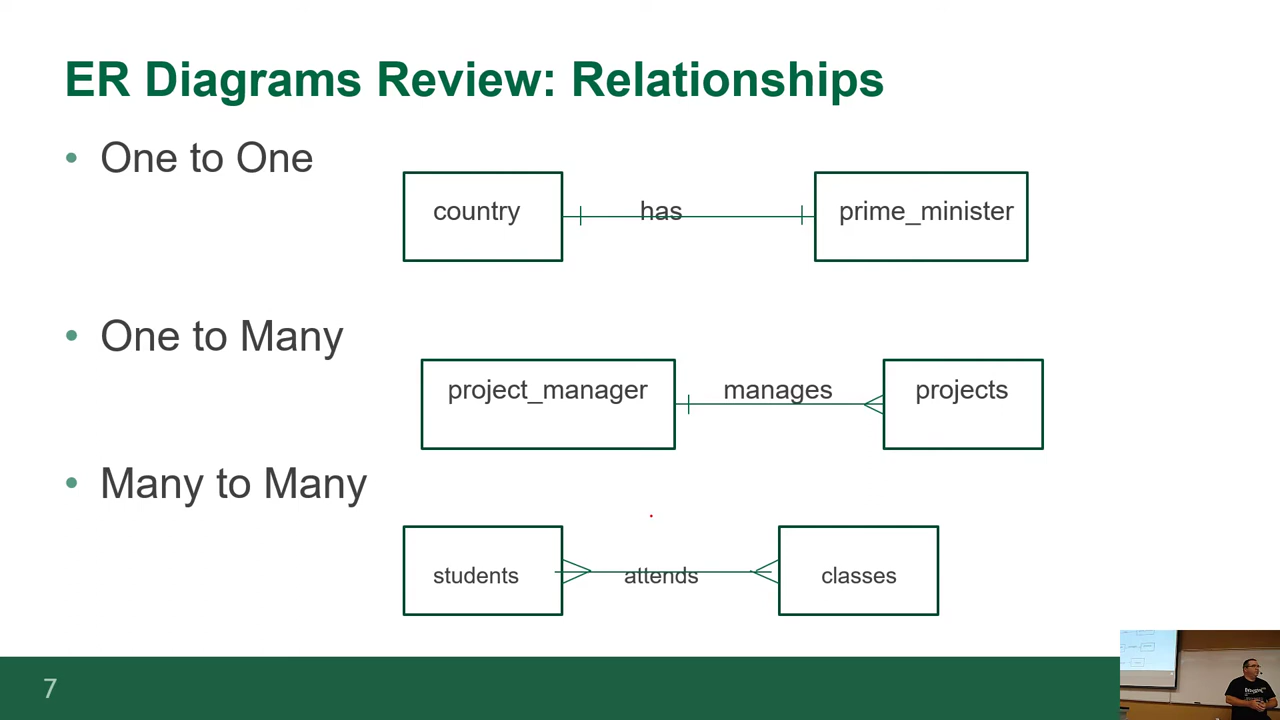 ER Diagrams Review: Relationships
• One to One
country has prime_minister
• One to Many
project_manager manages projects
• Many to Many
students attends classes
7